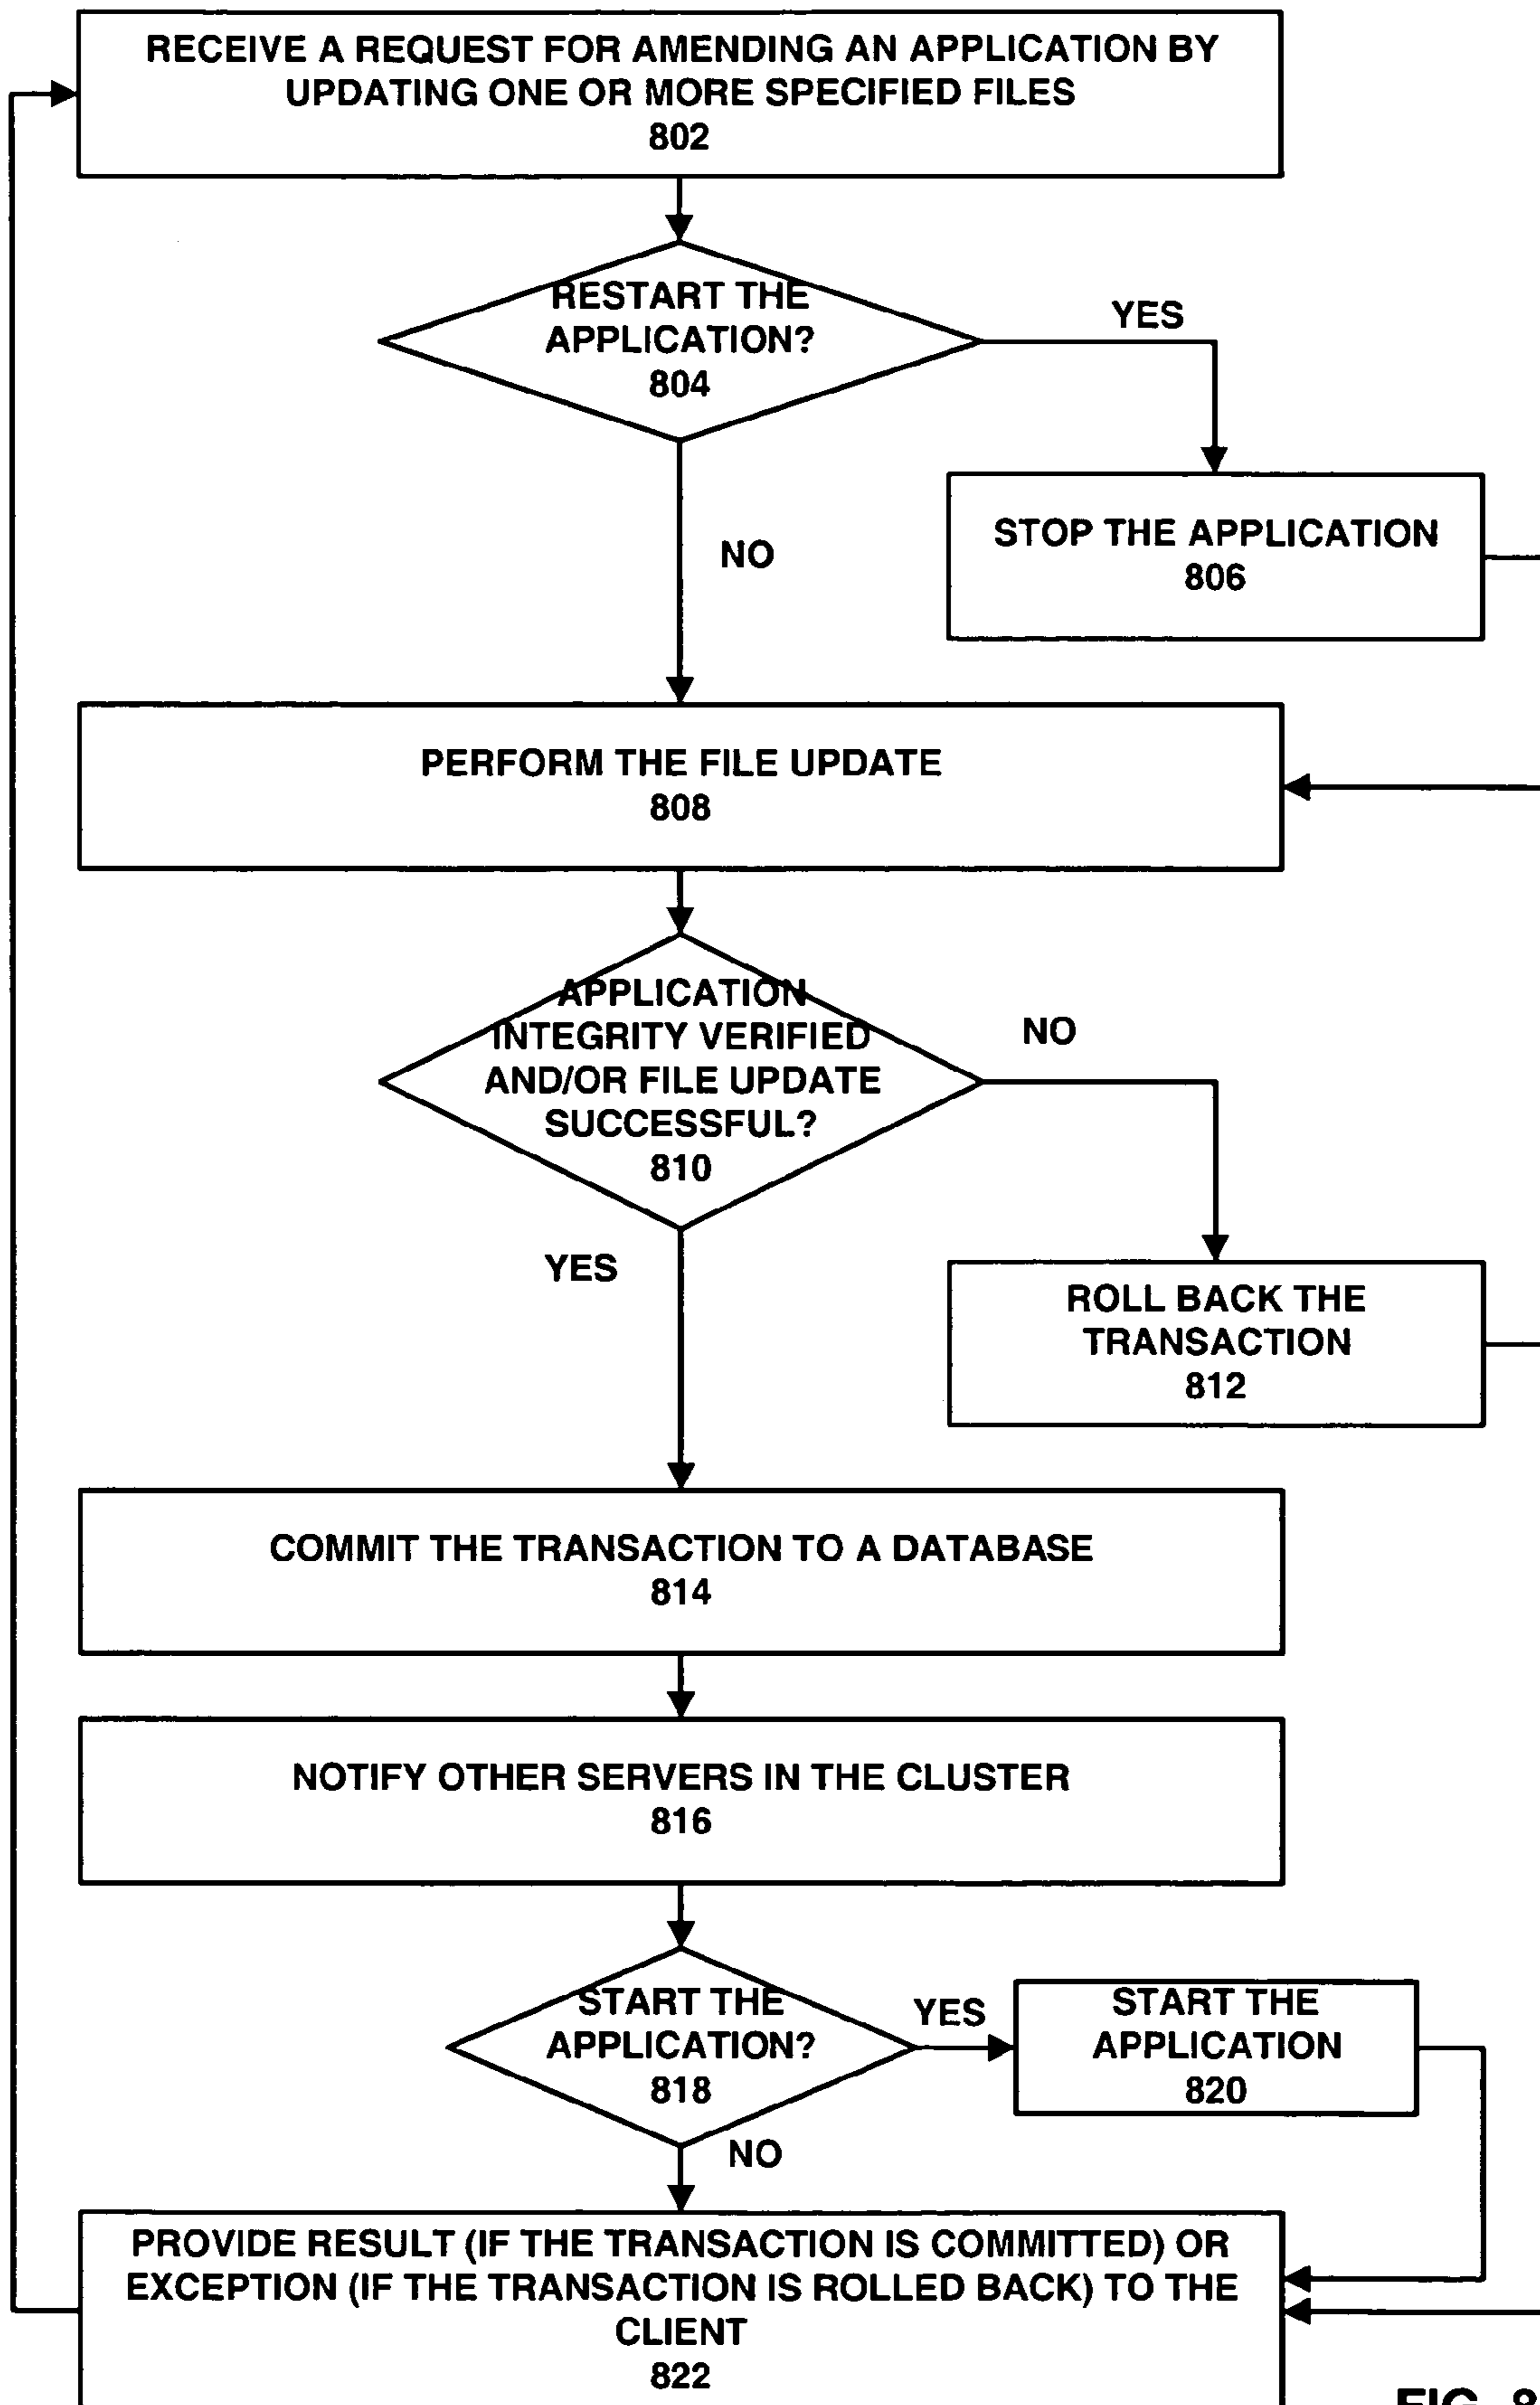 RECEIVE A REQUEST FOR AMENDING AN APPLICATION BY
UPDATING ONE OR MORE SPECIFIED FILES
802
RESTART THE
APPLICATION?
804
YES
STOP THE APPLICATION
806
NO
PERFORM THE FILE UPDATE
808
APPLICATION
INTEGRITY VERIFIED
AND/OR FILE UPDATE
SUCCESSFUL?
810
NO
YES
ROLL BACK THE
TRANSACTION
812
COMMIT THE TRANSACTION TO A DATABASE
814
NOTIFY OTHER SERVERS IN THE CLUSTER
816
START THE
APPLICATION?
818
YES
START THE
APPLICATION
820
NO
PROVIDE RESULT (IF THE TRANSACTION IS COMMITTED) OR
EXCEPTION (IF THE TRANSACTION IS ROLLED BACK) TO THE
CLIENT
822
FIG. 8